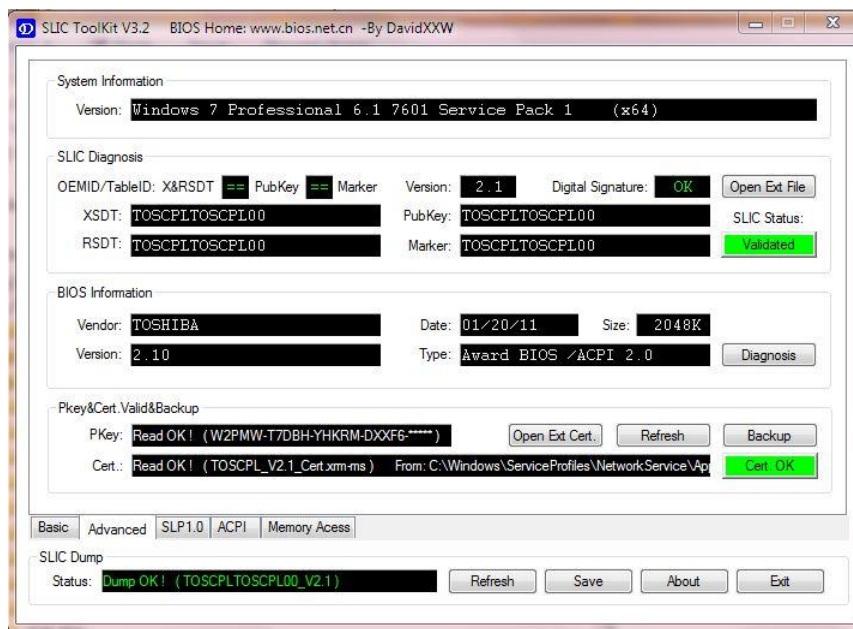 SLIC ToolKit V3.2 BIOS Home: www.bios.net.cn -By DavidXXW
System Information
Version: Windows 7 Professional 6.1 7601 Service Pack 1 (x64)
SLIC Diagnosis
OEMID/TableID: X&RSDT == PubKey == Marker Version: 2.1 Digital Signature: OK Open Ext File
XSDT: TOSCPLTOSCPL00 PubKey: TOSCPLTOSCPL00 SLIC Status:
RSDT: TOSCPLTOSCPL00 Marker: TOSCPLTOSCPL00 Validated
BIOS Information
Vendor: TOSHIBA Date: 01/20/11 Size: 2048K
Version: 2.10 Type: Award BIOS /ACPI 2.0 Diagnosis
Pkey&Cert.Valid&Backup
PKey: Read OK! (W2PMW-T7DBH-YHKRM-DXXF6-*****) Open Ext Cert. Refresh Backup
Cert.: Read OK! (TOSCPL_V2.1_Cert.xrm-ms) From: C:\Windows\ServiceProfiles\NetworkService\Ap Cert. OK
Basic Advanced SLP1.0 ACPI Memory Acess
SLIC Dump
Status: Dump OK! (TOSCPLTOSCPL00_V2.1) Refresh Save About Exit